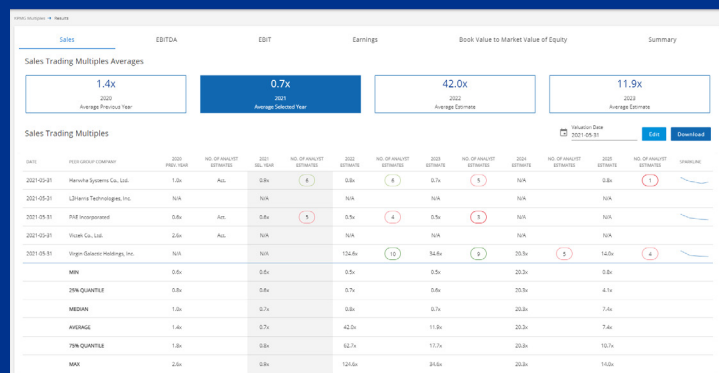 KPMG Multiples → Results
Sales EBITDA EBIT Earnings Book Value to Market Value of Equity Summary
Sales Trading Multiples Averages
1.4x 0.7x 42.0x 11.9x
2020 2021 2022 2023
Average Previous Year Average Selected Year Average Estimate Average Estimate
Sales Trading Multiples
Valuation Date
2021-05-31
Edit Download
DATE PEER GROUP COMPANY 2020 PREV. YEAR NO. OF ANALYST ESTIMATES 2021 SEL. YEAR NO. OF ANALYST ESTIMATES 2022 ESTIMATE NO. OF ANALYST ESTIMATES 2023 ESTIMATE NO. OF ANALYST ESTIMATES 2024 ESTIMATE NO. OF ANALYST ESTIMATES 2025 ESTIMATE NO. OF ANALYST ESTIMATES SPARKLINE
2021-05-31 Hanwha Systems Co., Ltd. 1.0x Act. 0.9x 6 0.8x 6 0.7x 5 N/A 0.8x 1
2021-05-31 L3Harris Technologies, Inc. N/A N/A N/A N/A N/A N/A
2021-05-31 PAE Incorporated 0.6x Act. 0.6x 5 0.5x 4 0.5x 3 N/A N/A
2021-05-31 Victek Co., Ltd. 2.6x Act. N/A N/A N/A N/A N/A
2021-05-31 Virgin Galactic Holdings, Inc. N/A N/A 124.6x 10 34.6x 9 20.3x 5 14.0x 4
MIN 0.6x 0.6x 0.5x 0.5x 20.3x 0.8x
25% QUANTILE 0.8x 0.6x 0.7x 0.6x 20.3x 4.1x
MEDIAN 1.0x 0.7x 0.8x 0.7x 20.3x 7.4x
AVERAGE 1.4x 0.7x 42.0x 11.9x 20.3x 7.4x
75% QUANTILE 1.8x 0.8x 62.7x 17.7x 20.3x 10.7x
MAX 2.6x 0.9x 124.6x 34.6x 20.3x 14.0x